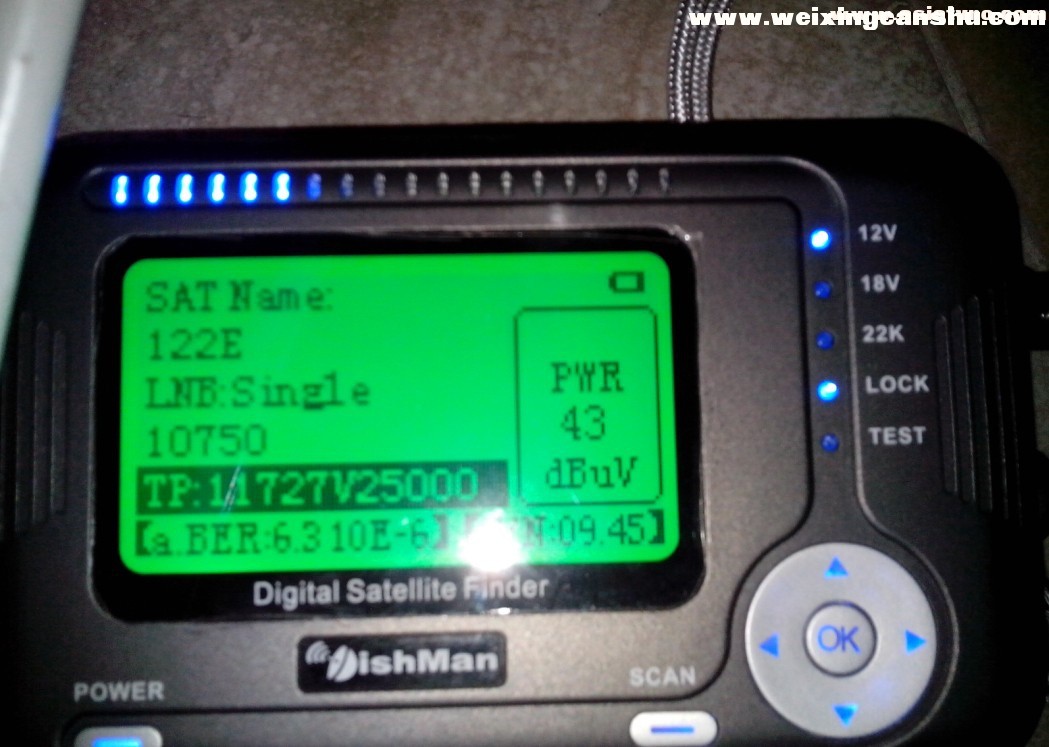 www.weixingcanshu.com
12V
18V
22K
LOCK
TEST
SAT Name:
122E
LNB:Single
10750
TP:11727V25000
[a.BER:6.3 10E-6] N:09.45]
PWR
43
dBuV
Digital Satellite Finder
DishMan
POWER
SCAN
OK